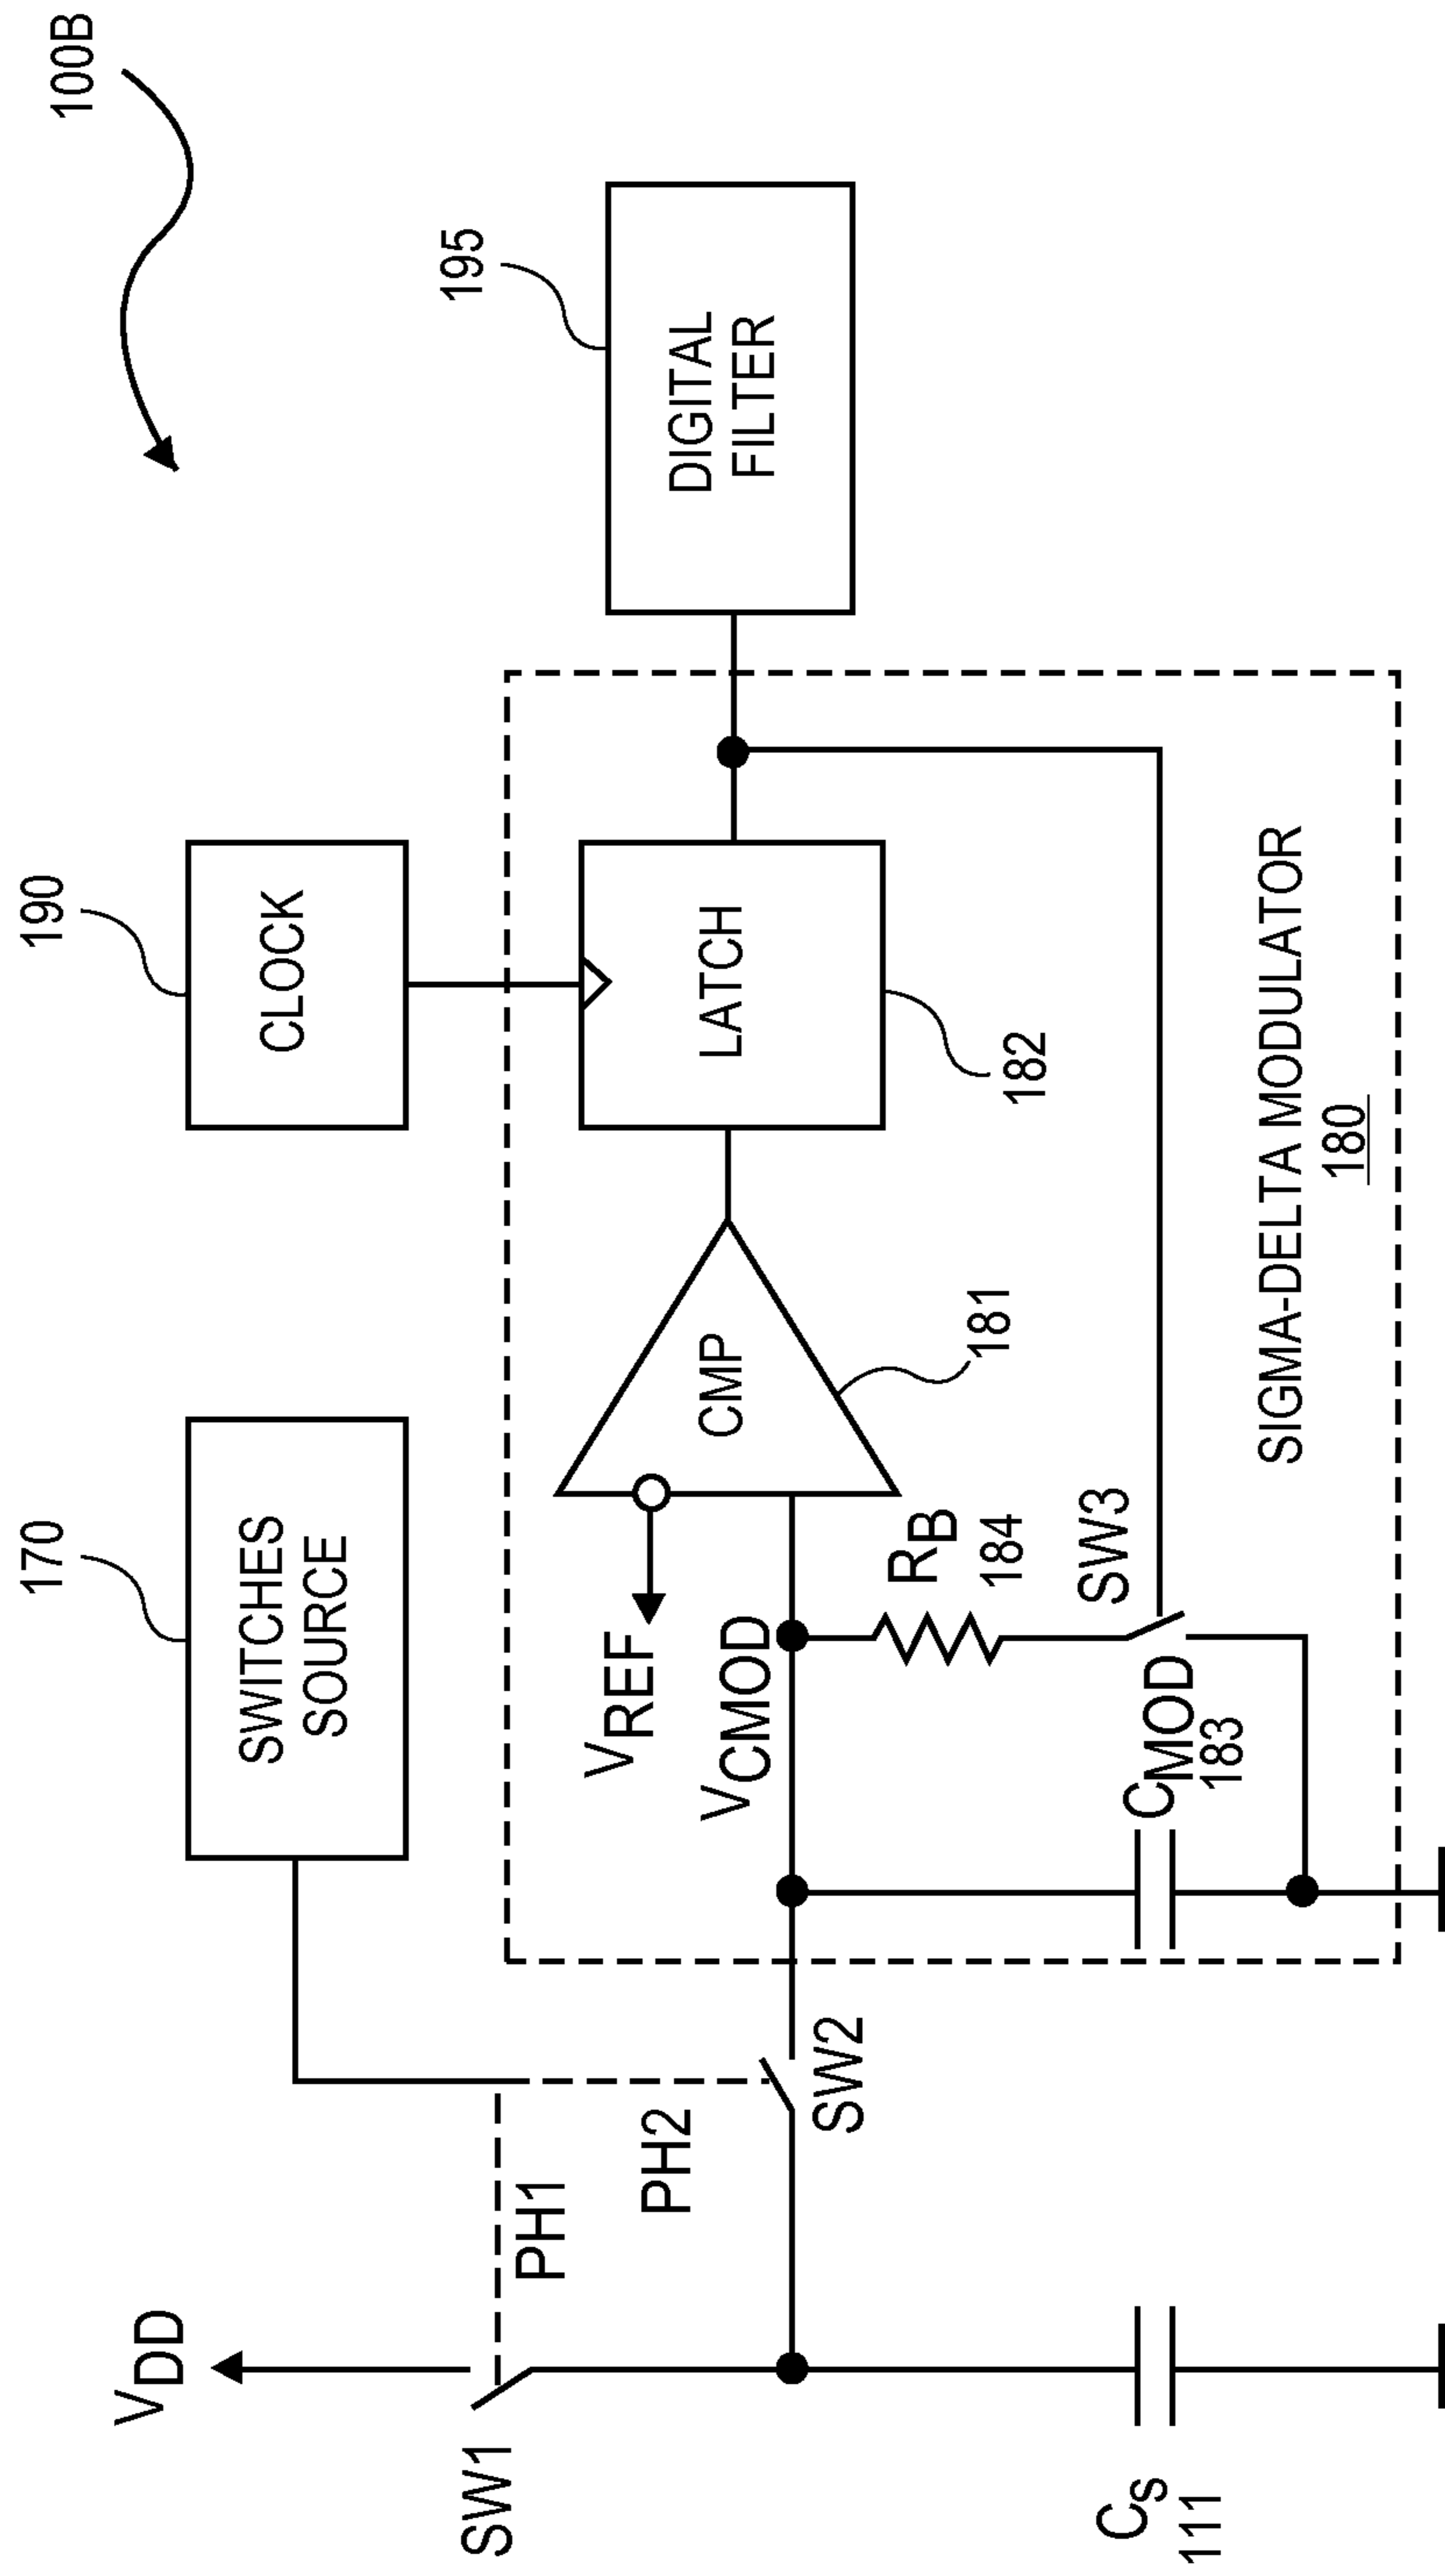 100B
190
170
195
CLOCK
SWITCHES
SOURCE
VDD
SW1
PH1
PH2
SW2
VREF
VCMOD
CMP
181
LATCH
182
DIGITAL
FILTER
RB
184
SW3
CMOD
183
CS
111
SIGMA-DELTA MODULATOR
180